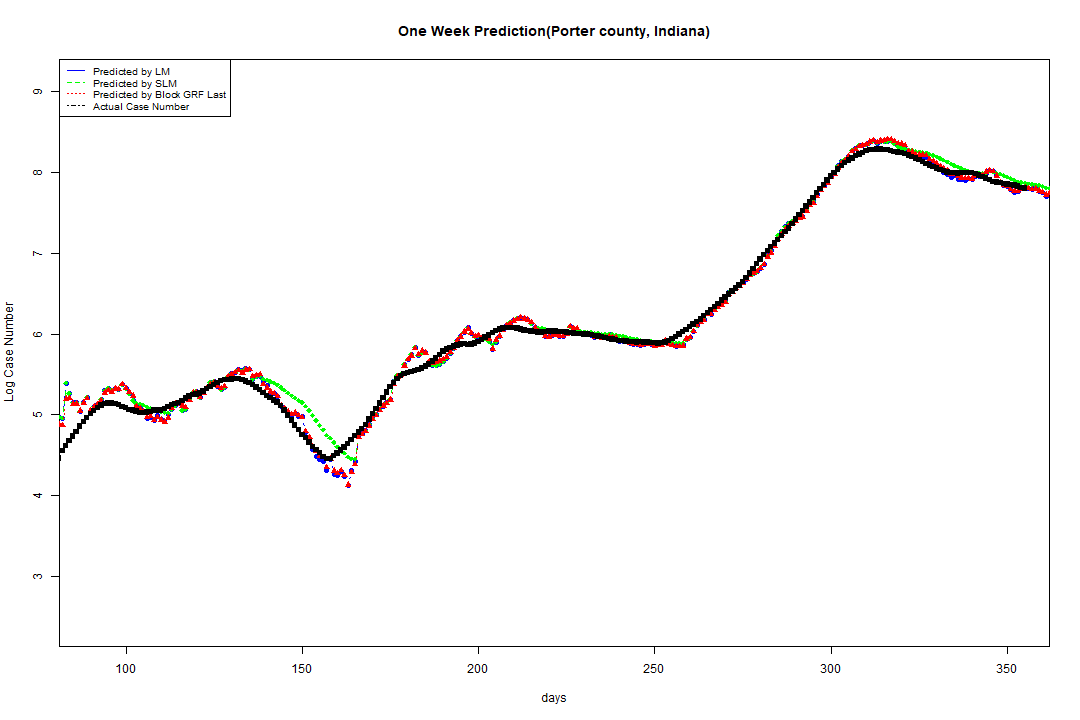 One Week Prediction(Porter county, Indiana)
Predicted by LM
Predicted by SLM
Predicted by Block GRF Last
Actual Case Number
Log Case Number
9
8
7
6
5
4
3
100 150 200 250 300 350
days